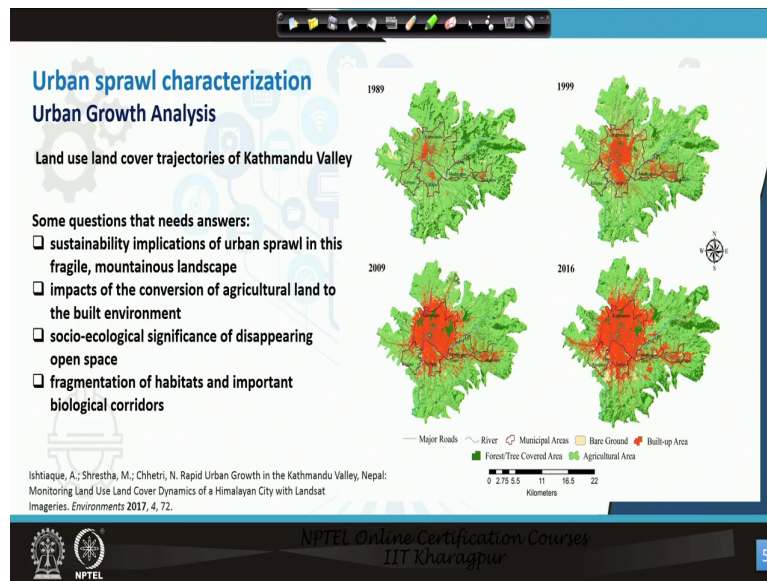 Urban sprawl characterization
Urban Growth Analysis
Land use land cover trajectories of Kathmandu Valley
Some questions that needs answers:
sustainability implications of urban sprawl in this
fragile, mountainous landscape
impacts of the conversion of agricultural land to
the built environment
socio-ecological significance of disappearing
open space
fragmentation of habitats and important
biological corridors
1989
1999
2009
2016
N
W E
S
Major Roads River Municipal Areas Bare Ground Built-up Area
Forest/Tree Covered Area Agricultural Area
0 2.75 5.5 11 16.5 22
Kilometers
Ishtiaque, A.; Shrestha, M.; Chhetri, N. Rapid Urban Growth in the Kathmandu Valley, Nepal:
Monitoring Land Use Land Cover Dynamics of a Himalayan City with Landsat
Imageries. Environments 2017, 4, 72.
NPTEL
NPTEL Online Certification Courses
IIT Kharagpur
5